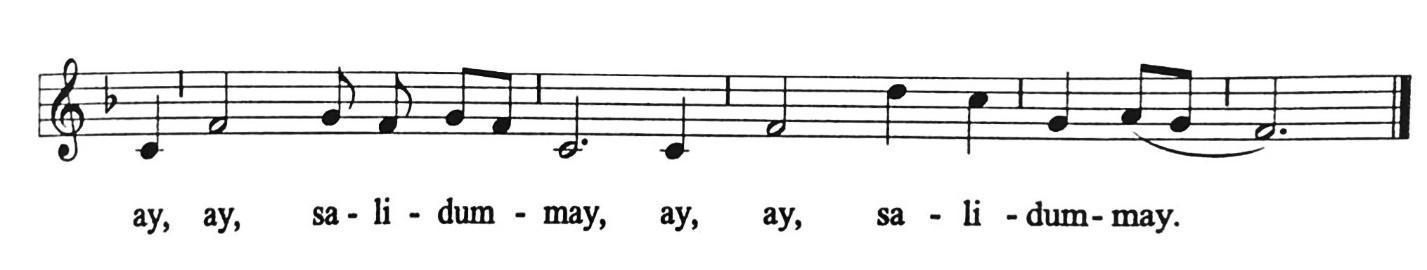 ay, ay, sa - li - dum - may, ay, ay, sa - li - dum - may.